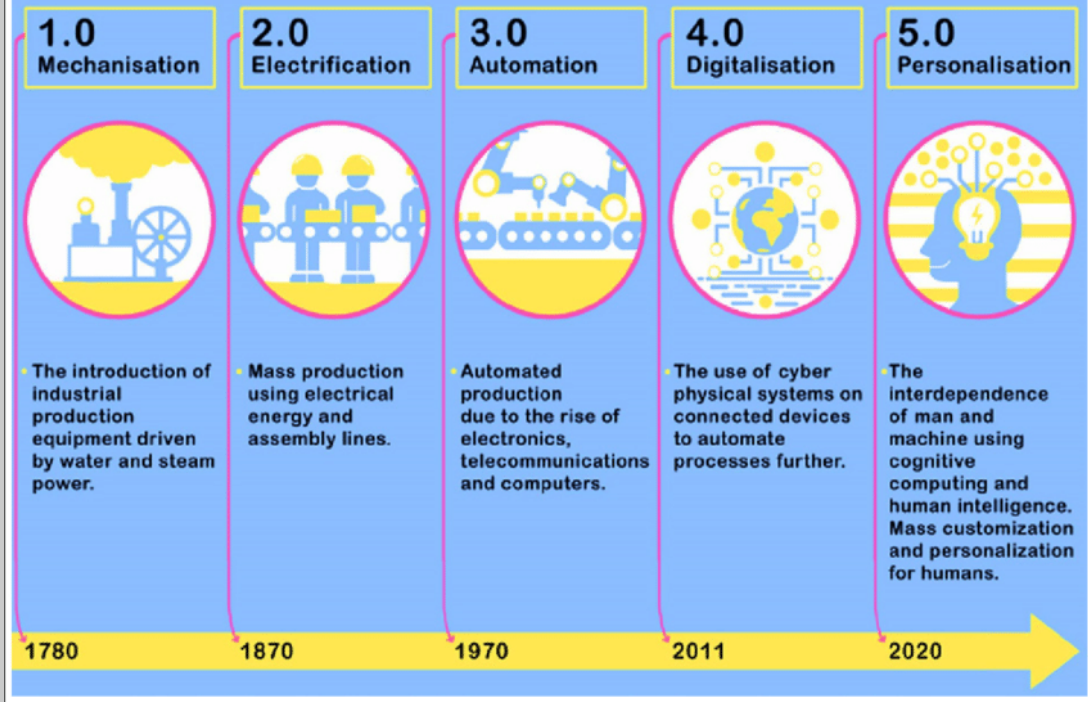 1.0
Mechanisation
2.0
Electrification
3.0
Automation
4.0
Digitalisation
5.0
Personalisation
• The introduction of
industrial
production
equipment driven
by water and steam
power.
• Mass production
using electrical
energy and
assembly lines.
• Automated
production
due to the rise of
electronics,
telecommunications
and computers.
• The use of cyber
physical systems on
connected devices
to automate
processes further.
• The
interdependence
of man and
machine using
cognitive
computing and
human intelligence.
Mass customization
and personalization
for humans.
1780
1870
1970
2011
2020